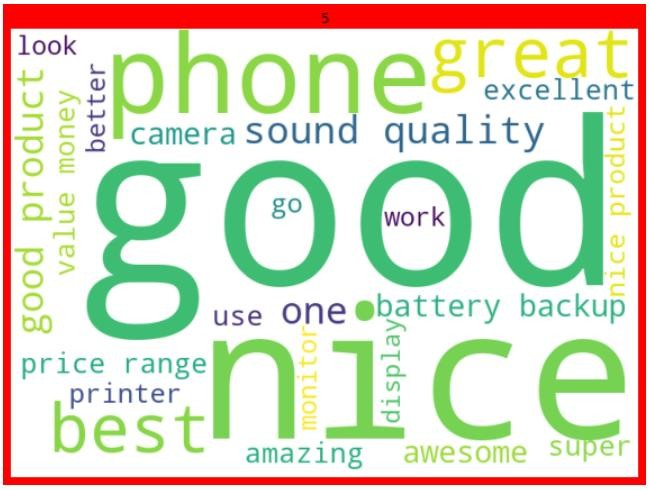 5
look
phone
great
excellent
better
camera
sound quality
good product
value money
good
go
work
nice product
use
one
battery backup
nice
price range
printer
monitor
display
best
amazing
awesome
super